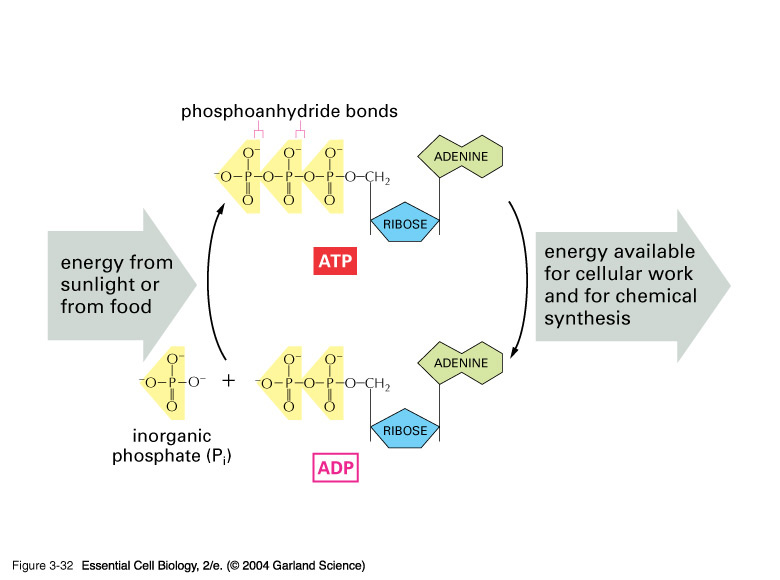 phosphoanhydride bonds
O⁻ O⁻ O⁻
⁻O–P–O–P–O–P–O–CH₂
O O O
ADENINE
RIBOSE
ATP
energy from
sunlight or
from food
energy available
for cellular work
and for chemical
synthesis
O⁻
⁻O–P–O⁻
O
+
O⁻ O⁻
⁻O–P–O–P–O–CH₂
O O
ADENINE
RIBOSE
inorganic
phosphate (Pᵢ)
ADP
Figure 3-32 Essential Cell Biology, 2/e. (© 2004 Garland Science)